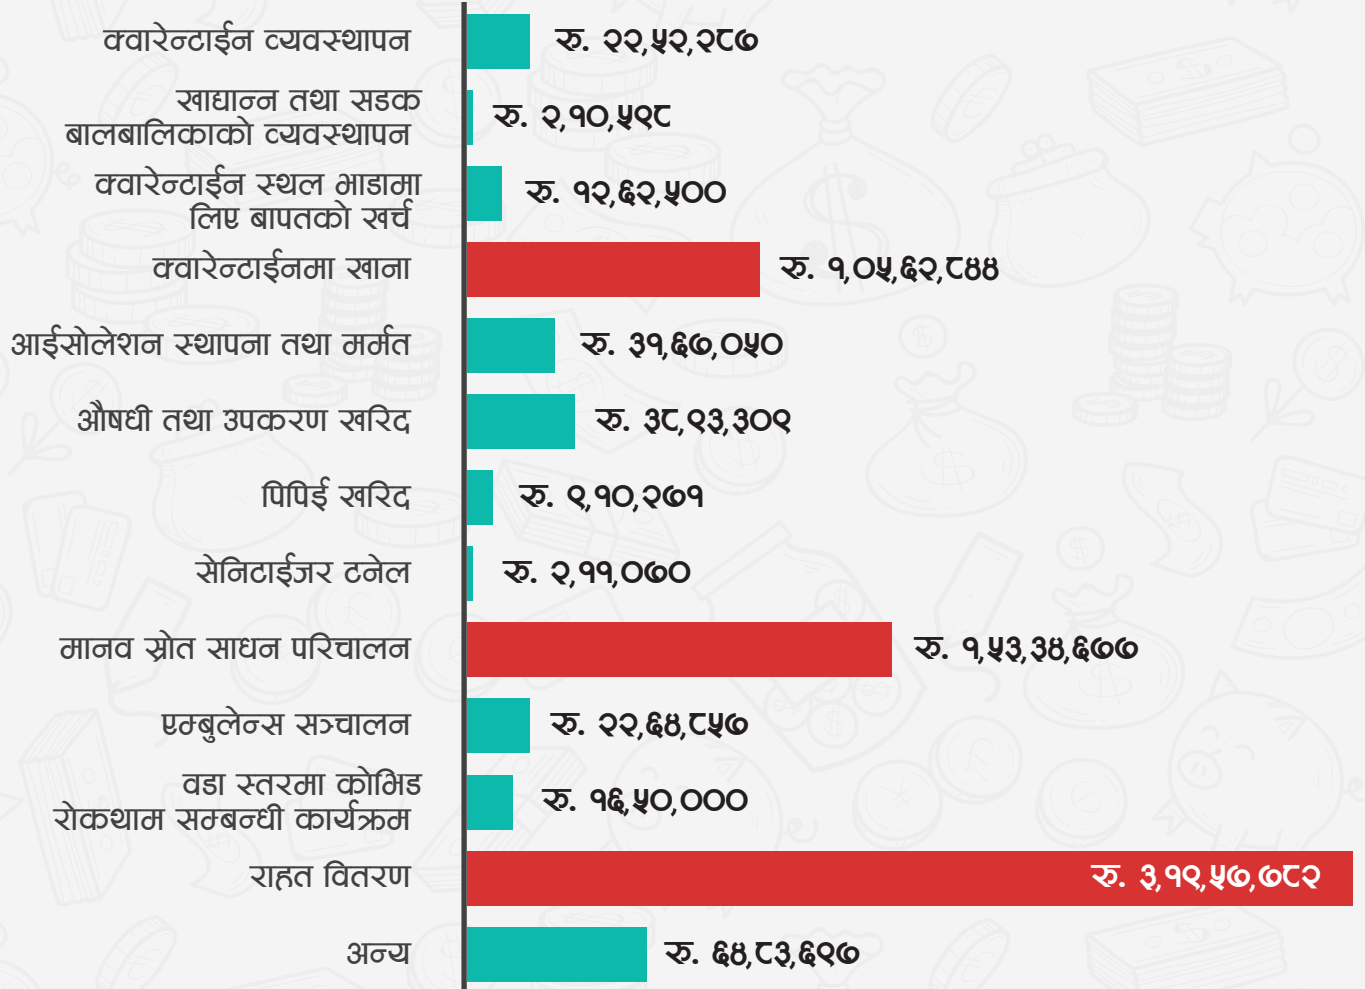 क्वारेन्टाईन व्यवस्थापन रु. २२,५२,२८७
खाद्यान्न तथा सडक
बालबालिकाको व्यवस्थापन रु. २,१०,५९८
क्वारेन्टाईन स्थल भाडामा
लिए बापतको खर्च रु. १२,६२,५००
क्वारेन्टाईनमा खाना रु. १,०५,६२,८४४
आईसोलेशन स्थापना तथा मर्मत रु. ३१,६७,०५०
औषधी तथा उपकरण खरिद रु. ३८,९३,३०९
पिपिई खरिद रु. ९,१०,२७१
सेनिटाईजर टनेल रु. २,११,०७०
मानव स्रोत साधन परिचालन रु. १,५३,३४,६७७
एम्बुलेन्स सञ्चालन रु. २२,६४,८५७
वडा स्तरमा कोभिड
रोकथाम सम्बन्धी कार्यक्रम रु. १६,५०,०००
राहत वितरण रु. ३,१९,५७,७८२
अन्य रु. ६४,८३,६९७